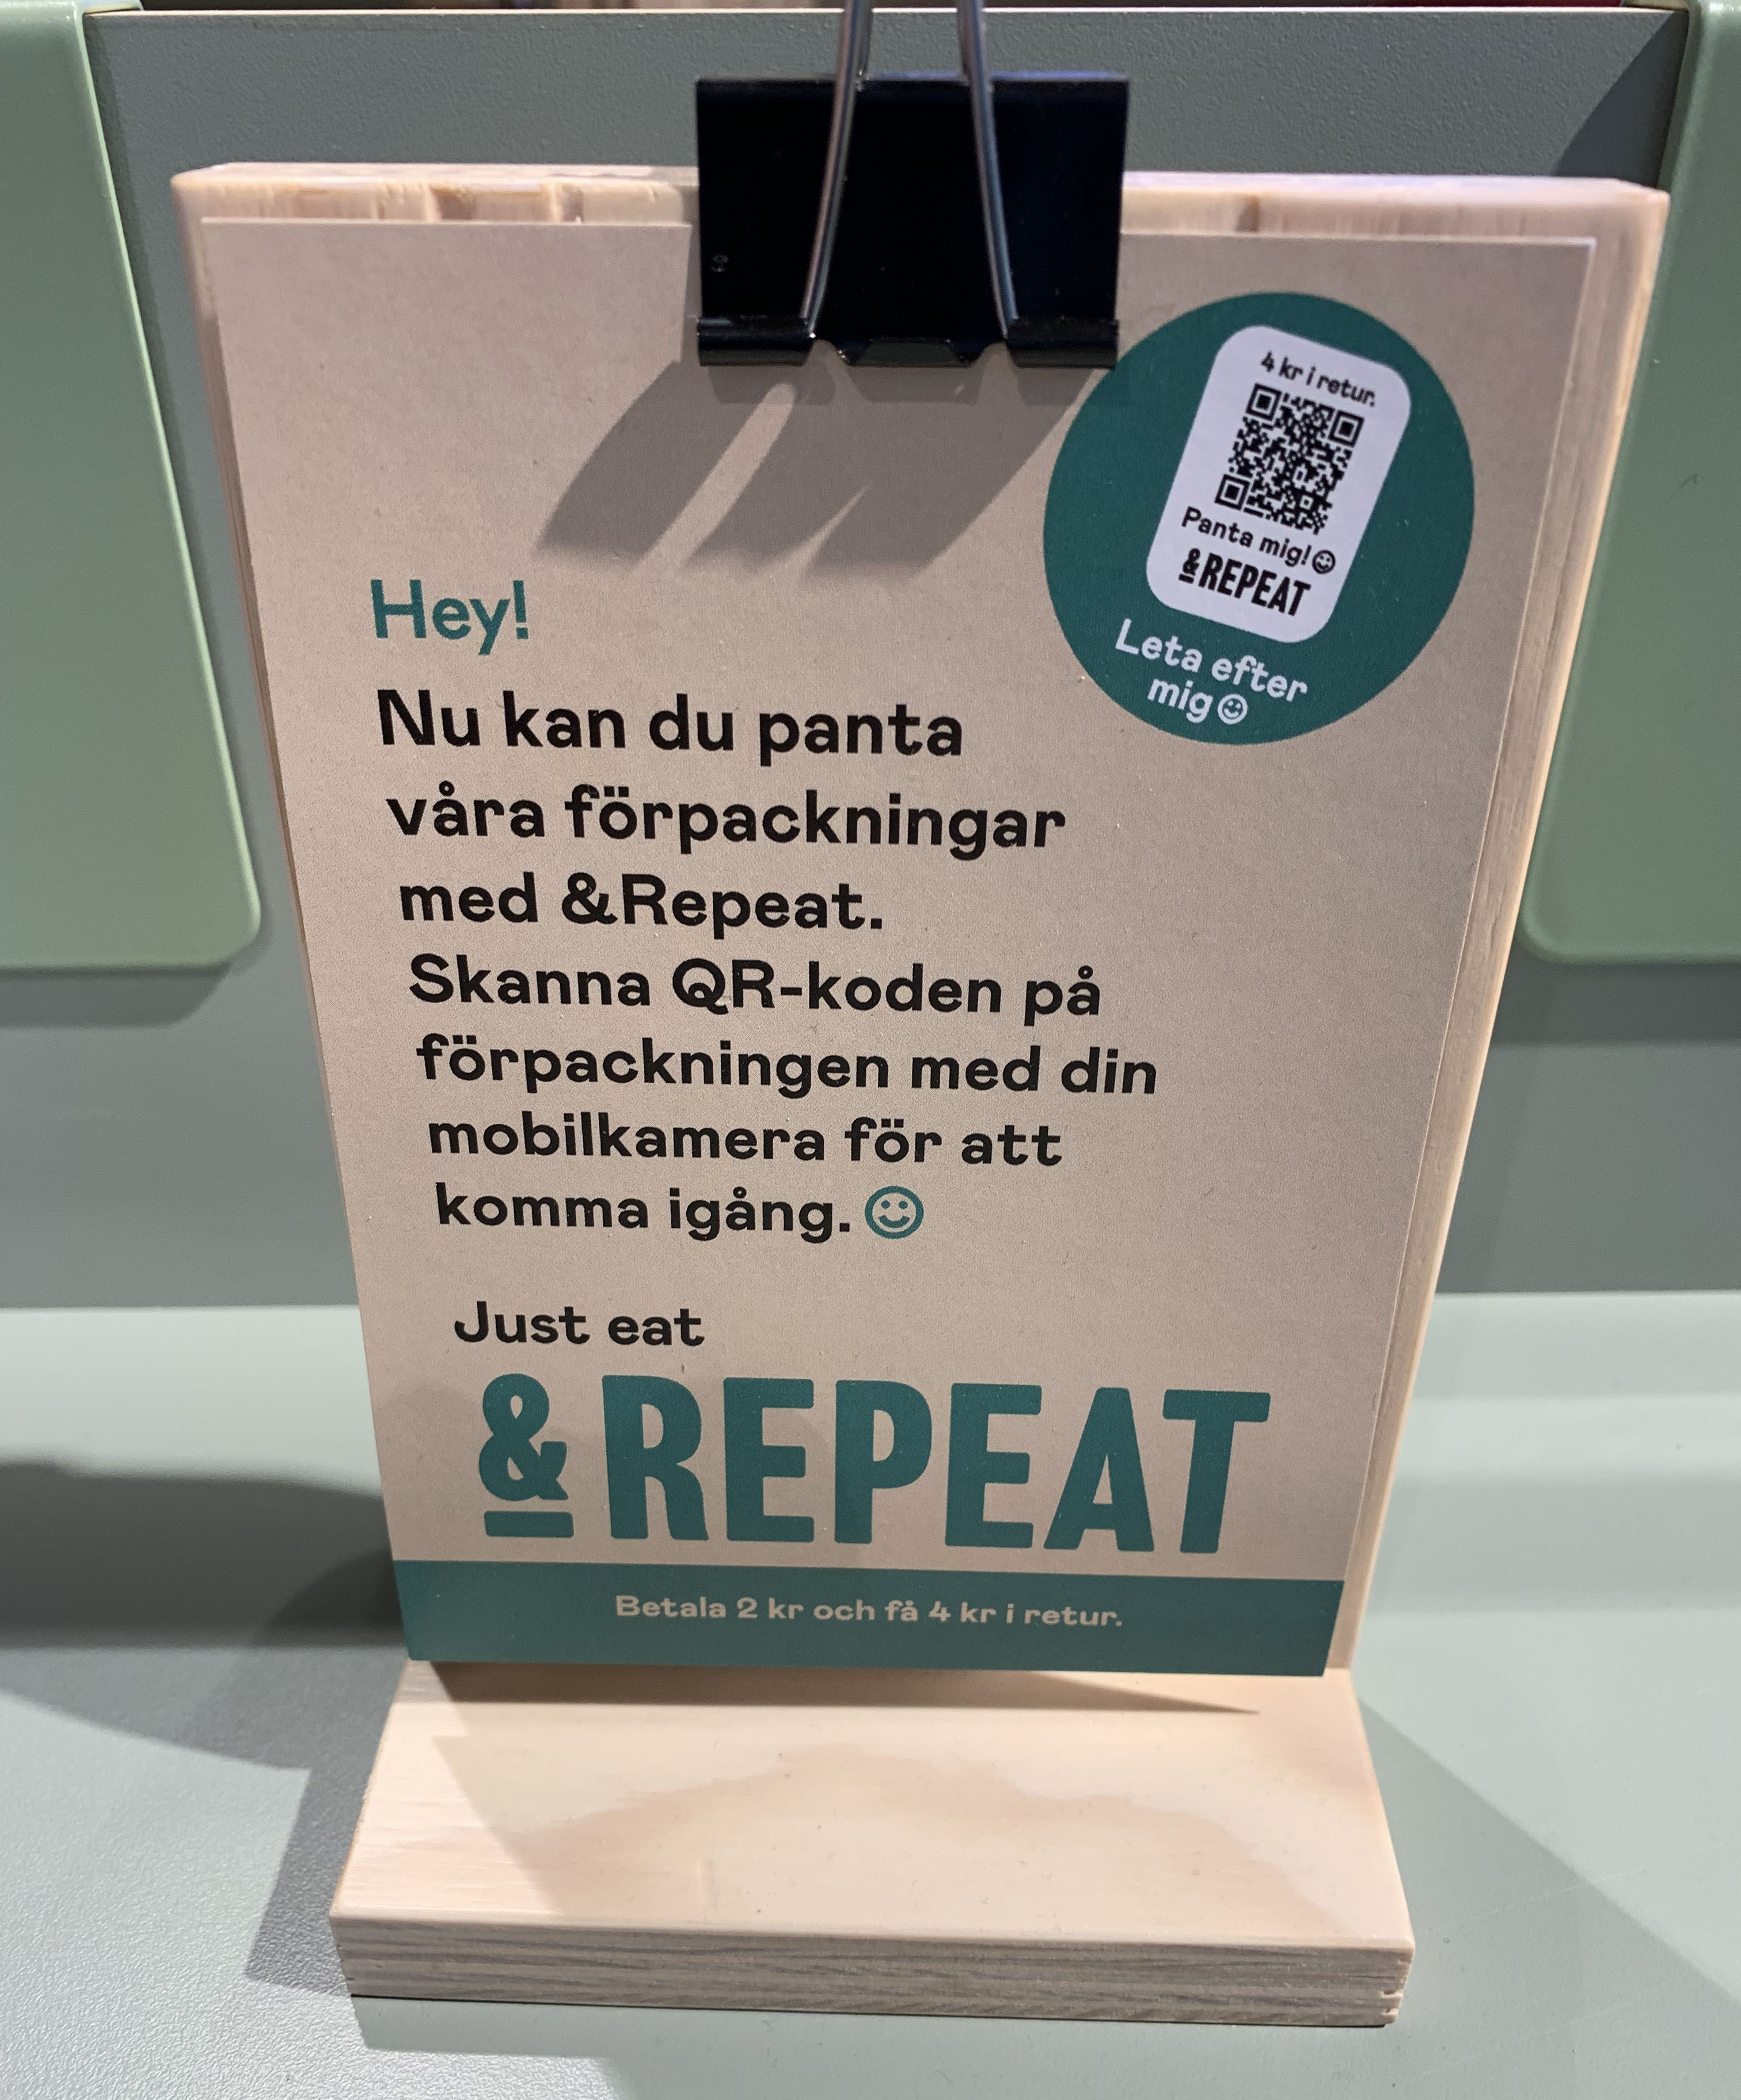 4 kr i retur.
Panta mig!☺
&REPEAT
Leta efter
mig☺
Hey!
Nu kan du panta
våra förpackningar
med &Repeat.
Skanna QR-koden på
förpackningen med din
mobilkamera för att
komma igång.☺
Just eat
&REPEAT
Betala 2 kr och få 4 kr i retur.